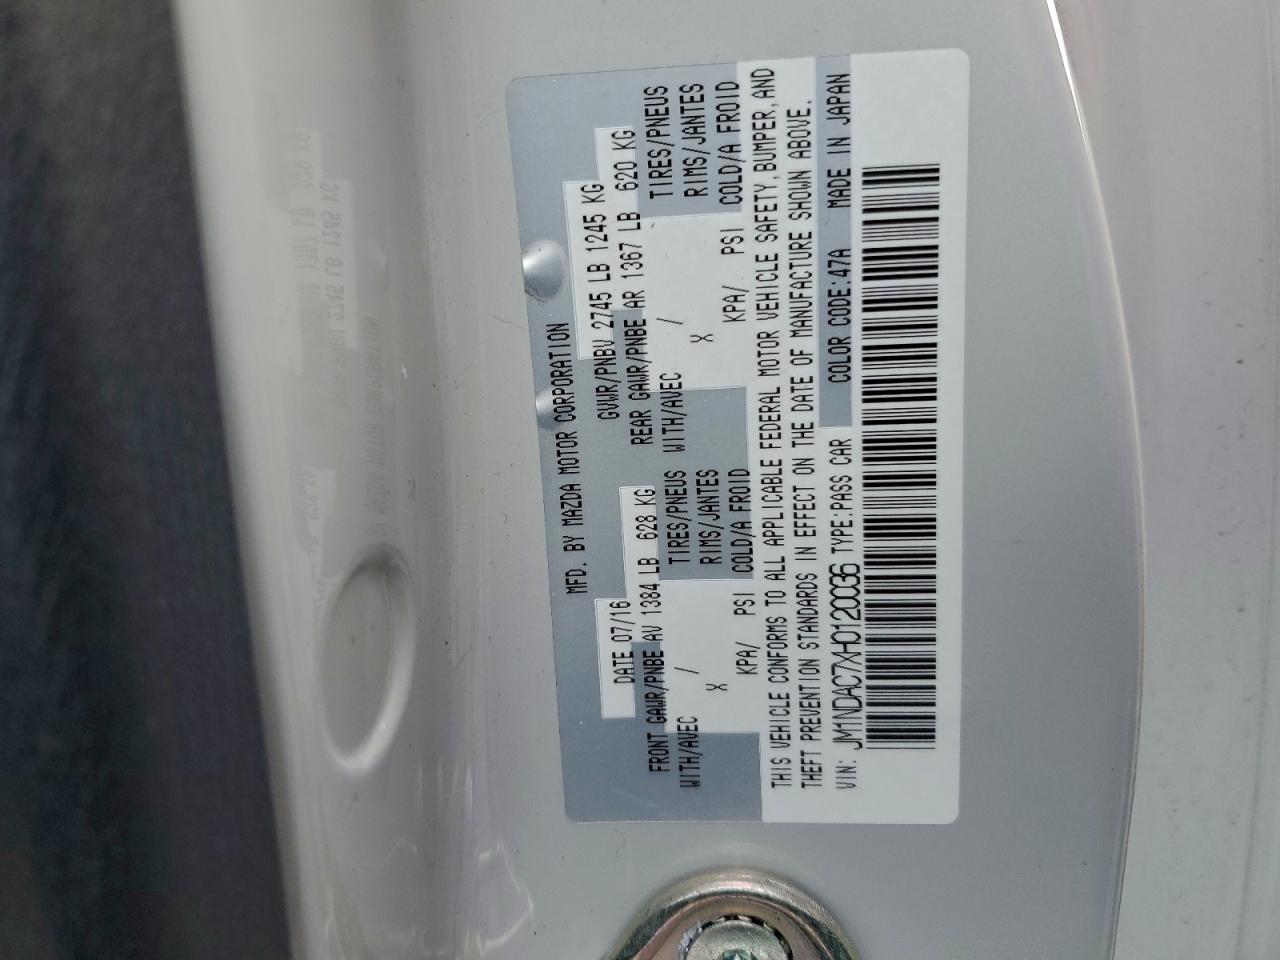 MFD. BY MAZDA MOTOR CORPORATION
DATE 07/16 GVWR/PNBV 2745 LB 1245 KG
FRONT GAWR/PNBE AV 1384 LB 628 KG REAR GAWR/PNBE AR 1367 LB 620 KG
WITH/AVEC / TIRES/PNEUS WITH/AVEC / TIRES/PNEUS
X RIMS/JANTES X RIMS/JANTES
KPA/ PSI COLD/A FROID KPA/ PSI COLD/A FROID
THIS VEHICLE CONFORMS TO ALL APPLICABLE FEDERAL MOTOR VEHICLE SAFETY, BUMPER, AND
THEFT PREVENTION STANDARDS IN EFFECT ON THE DATE OF MANUFACTURE SHOWN ABOVE.
VIN: JM1NDAC7XH0120036 TYPE:PASS CAR COLOR CODE:47A MADE IN JAPAN